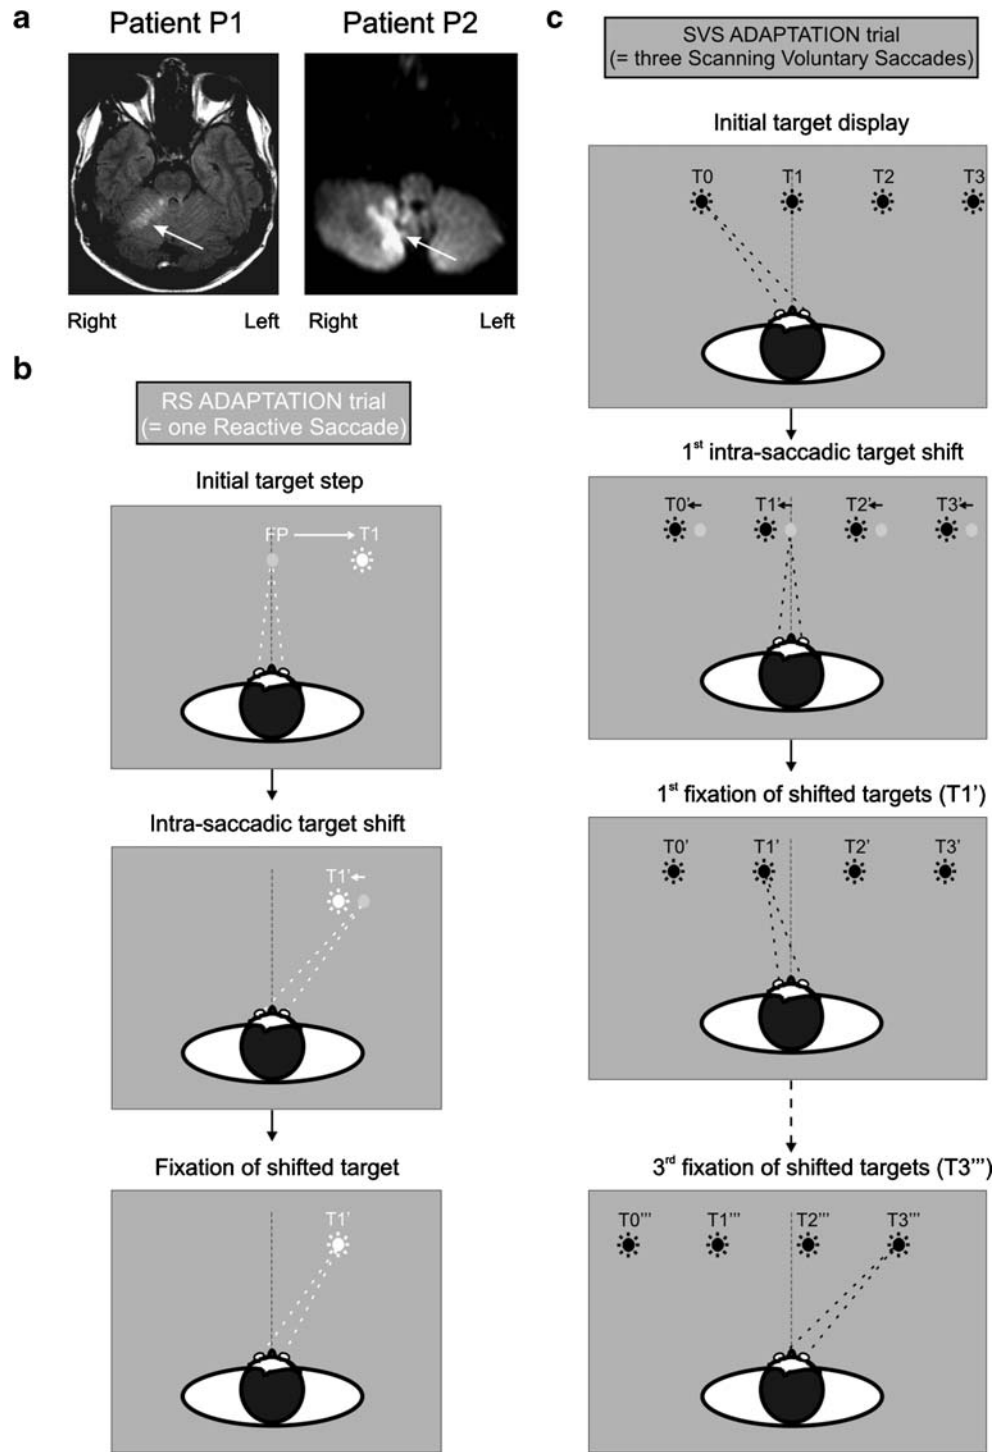 a
Patient P1
Patient P2
Right
Left
Right
Left
b
RS ADAPTATION trial
(= one Reactive Saccade)
Initial target step
FP
T1
Intra-saccadic target shift
T1'
Fixation of shifted target
T1'
c
SVS ADAPTATION trial
(= three Scanning Voluntary Saccades)
Initial target display
T0
T1
T2
T3
1st intra-saccadic target shift
T0'
T1'
T2'
T3'
1st fixation of shifted targets (T1')
T0'
T1'
T2'
T3'
3rd fixation of shifted targets (T3''')
T0'''
T1'''
T2'''
T3'''